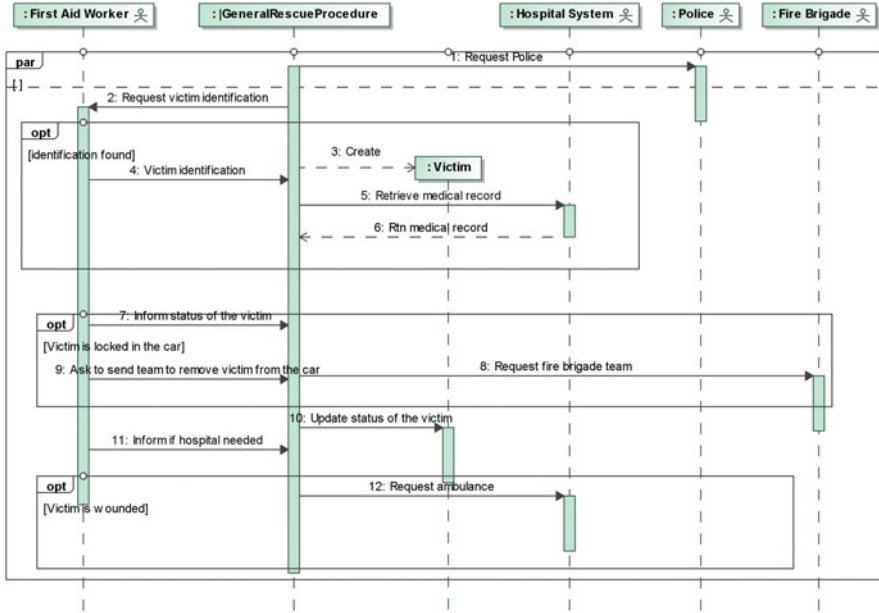 : First Aid Worker
: |GeneralRescueProcedure
: Hospital System
: Police
: Fire Brigade
par
1: Request Police
[ ]
2: Request victim identification
opt
[identification found]
3: Create
: Victim
4: Victim identification
5: Retrieve medical record
6: Rtn medical record
7: Inform status of the victim
opt
[Victim is locked in the car]
9: Ask to send team to remove victim from the car
8: Request fire brigade team
10: Update status of the victim
11: Inform if hospital needed
opt
12: Request ambulance
[Victim is wounded]